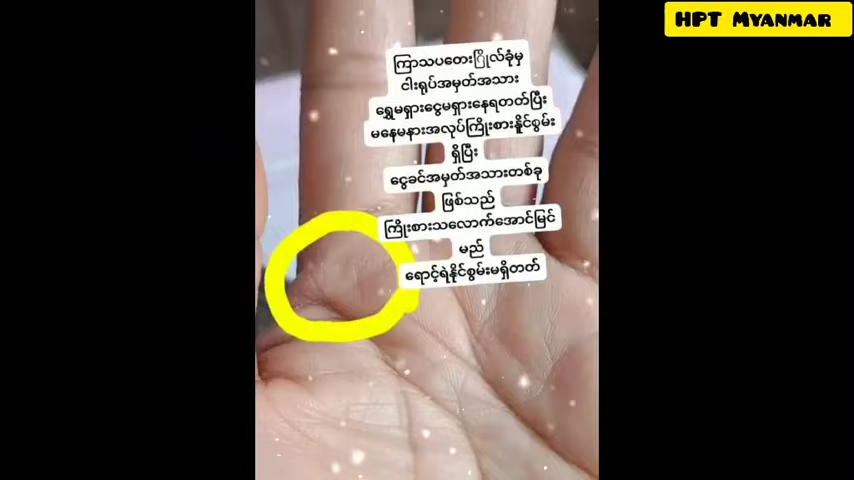 HPT MYANMAR
ကြာသပတေးဂြိုလ်ခုံမှ
ငါးရုပ်အမှတ်အသား
ရွှေမရှားငွေမရှားနေရတတ်ပြီး
မနေမနားအလုပ်ကြိုးစားနိူင်စွမ်း
ရှိပြီး
ငွေခင်အမှတ်အသားတစ်ခု
ဖြစ်သည်
ကြိုးစားသလောက်အောင်မြင်
မည်
ရောင့်ရဲနိုင်စွမ်းမရှိတတ်